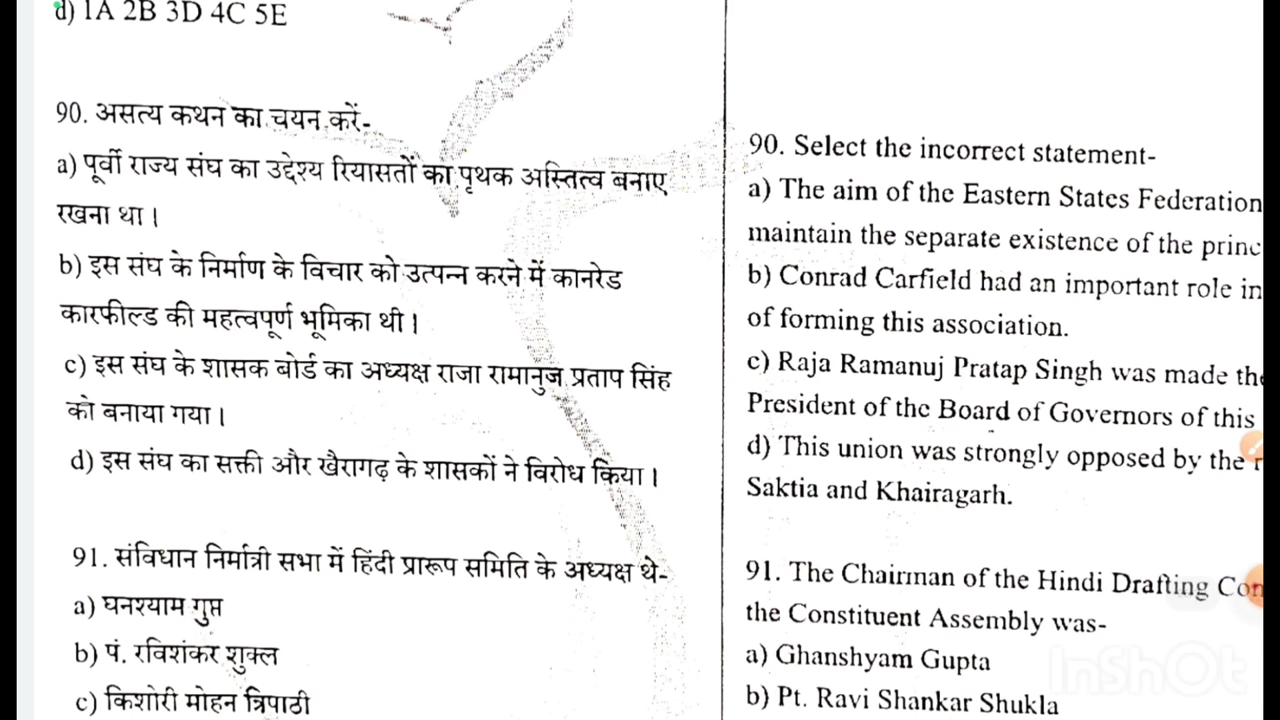 d) 1A 2B 3D 4C 5E
90. असत्य कथन का चयन करें-
a) पूर्वी राज्य संघ का उद्देश्य रियासतों का पृथक अस्तित्व बनाए
रखना था।
b) इस संघ के निर्माण के विचार को उत्पन्न करने में कानरेड
कारफील्ड की महत्वपूर्ण भूमिका थी।
c) इस संघ के शासक बोर्ड का अध्यक्ष राजा रामानुज प्रताप सिंह
को बनाया गया।
d) इस संघ का सक्ती और खैरागढ़ के शासकों ने विरोध किया।
91. संविधान निर्मात्री सभा में हिंदी प्रारूप समिति के अध्यक्ष थे-
a) घनश्याम गुप्त
b) पं. रविशंकर शुक्ल
c) किशोरी मोहन त्रिपाठी
90. Select the incorrect statement-
a) The aim of the Eastern States Federation
maintain the separate existence of the princ
b) Conrad Carfield had an important role in
of forming this association.
c) Raja Ramanuj Pratap Singh was made the
President of the Board of Governors of this
d) This union was strongly opposed by the
Saktia and Khairagarh.
91. The Chairman of the Hindi Drafting Con
the Constituent Assembly was-
a) Ghanshyam Gupta
b) Pt. Ravi Shankar Shukla
InShOt